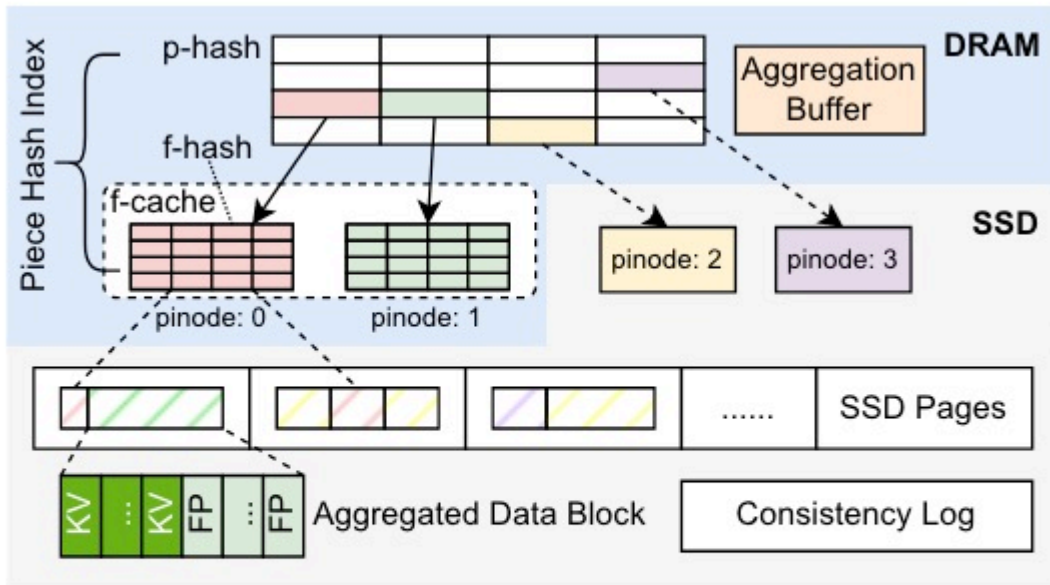 p-hash
DRAM
Aggregation
Buffer
Piece Hash Index
f-hash
f-cache
SSD
pinode: 2
pinode: 3
pinode: 0
pinode: 1
......
SSD Pages
KV
...
KV
FP
...
FP
Aggregated Data Block
Consistency Log